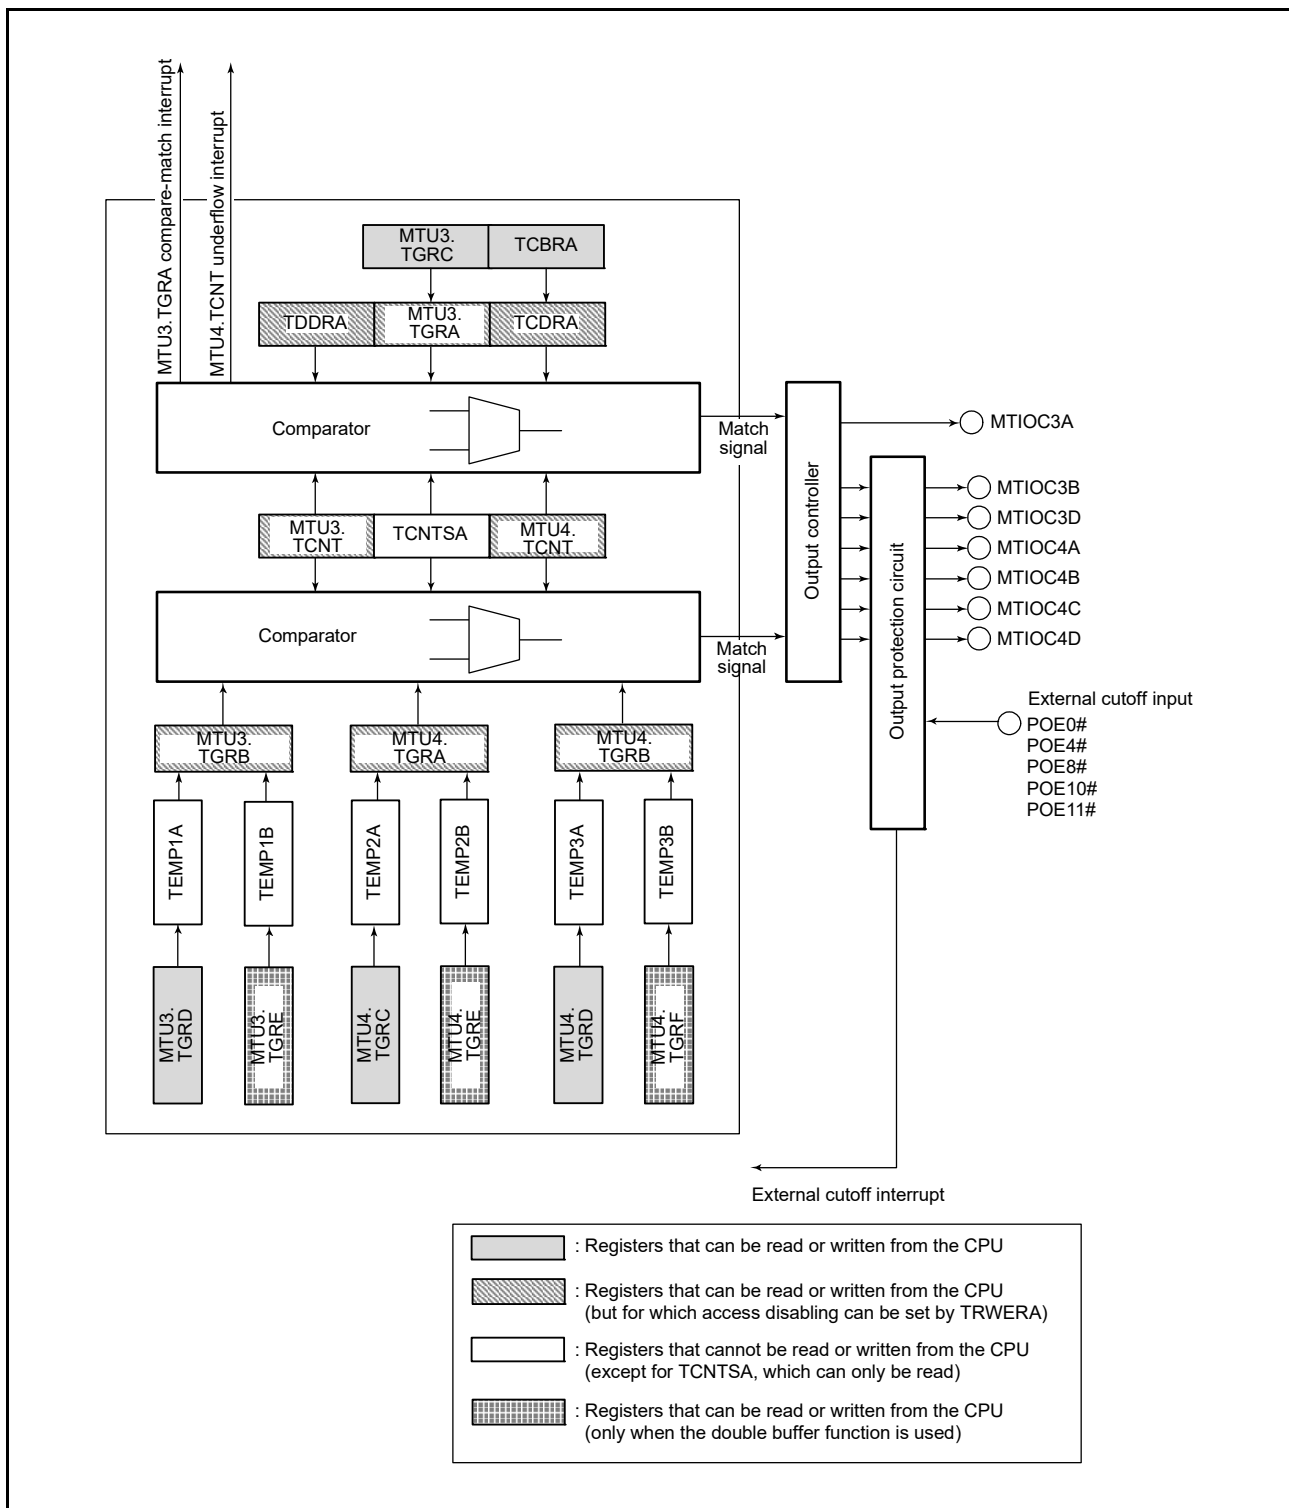 MTU3.TGRA compare-match interrupt
MTU4.TCNT underflow interrupt
MTU3.
TGRC
TCBRA
TDDRA
MTU3.
TGRA
TCDRA
Comparator
Match
signal
MTU3.
TCNT
TCNTSA
MTU4.
TCNT
Comparator
Match
signal
Output controller
Output protection circuit
MTIOC3A
MTIOC3B
MTIOC3D
MTIOC4A
MTIOC4B
MTIOC4C
MTIOC4D
External cutoff input
POE0#
POE4#
POE8#
POE10#
POE11#
MTU3.
TGRB
MTU4.
TGRA
MTU4.
TGRB
TEMP1A
TEMP1B
TEMP2A
TEMP2B
TEMP3A
TEMP3B
MTU3.
TGRD
MTU3.
TGRE
MTU4.
TGRC
MTU4.
TGRE
MTU4.
TGRD
MTU4.
TGRF
External cutoff interrupt
: Registers that can be read or written from the CPU
: Registers that can be read or written from the CPU
(but for which access disabling can be set by TRWERA)
: Registers that cannot be read or written from the CPU
(except for TCNTSA, which can only be read)
: Registers that can be read or written from the CPU
(only when the double buffer function is used)